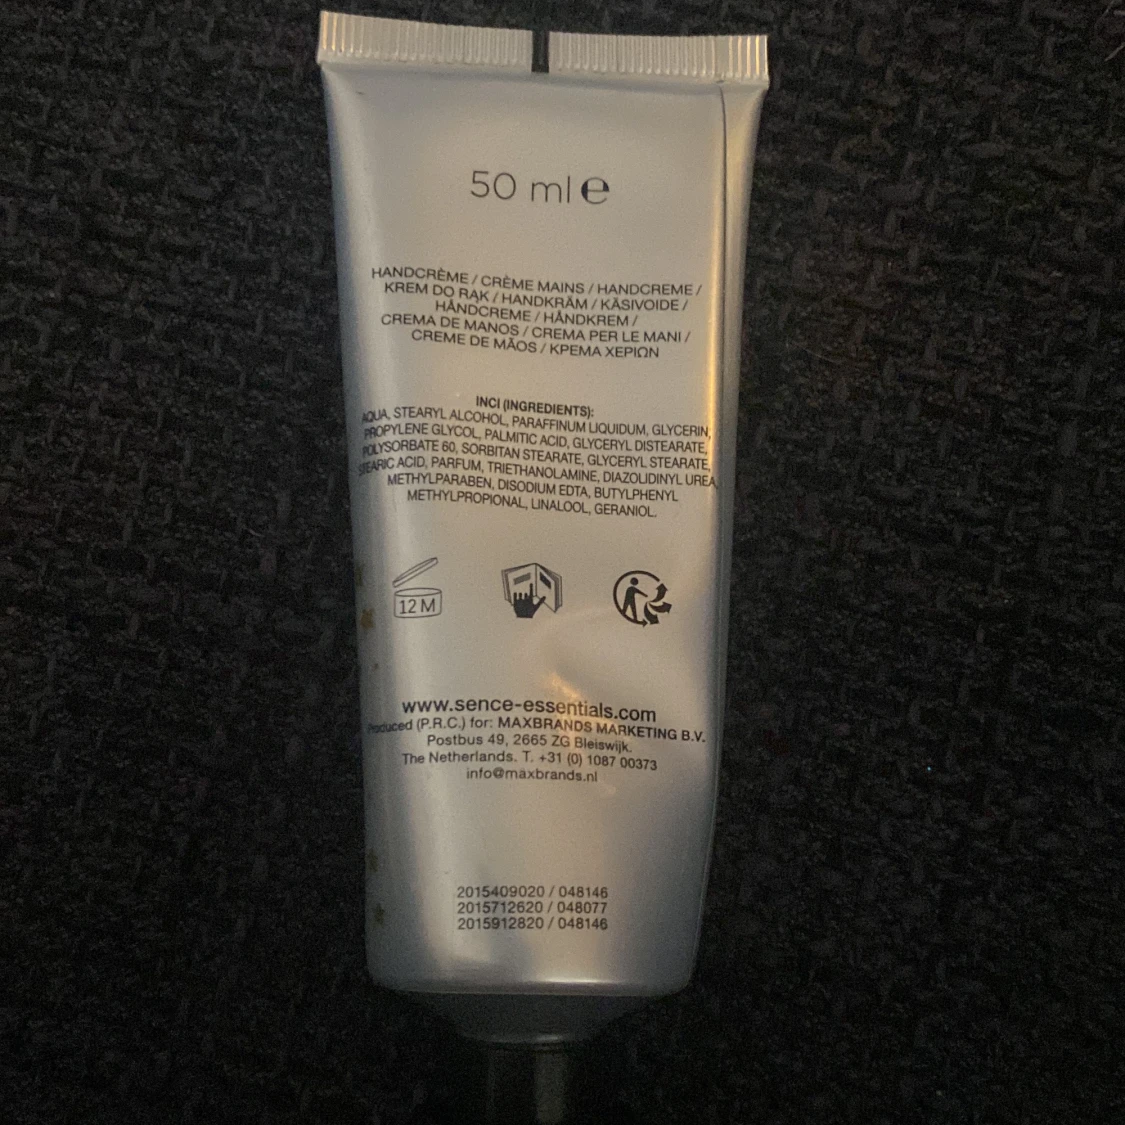 50 ml ℮
HANDCRÈME / CRÈME MAINS / HANDCREME /
KREM DO RĄK / HANDKRÄM / KÄSIVOIDE /
HÅNDCREME / HÅNDKREM /
CREMA DE MANOS / CREMA PER LE MANI /
CREME DE MÃOS / ΚΡΕΜΑ ΧΕΡΙΩΝ
INCI (INGREDIENTS):
AQUA, STEARYL ALCOHOL, PARAFFINUM LIQUIDUM, GLYCERIN,
PROPYLENE GLYCOL, PALMITIC ACID, GLYCERYL DISTEARATE,
POLYSORBATE 60, SORBITAN STEARATE, GLYCERYL STEARATE,
STEARIC ACID, PARFUM, TRIETHANOLAMINE, DIAZOLIDINYL UREA,
METHYLPARABEN, DISODIUM EDTA, BUTYLPHENYL
METHYLPROPIONAL, LINALOOL, GERANIOL.
12 M
www.sence-essentials.com
Produced (P.R.C.) for: MAXBRANDS MARKETING B.V.
Postbus 49, 2665 ZG Bleiswijk.
The Netherlands. T. +31 (0) 1087 00373
info@maxbrands.nl
2015409020 / 048146
2015712620 / 048077
2015912820 / 048146